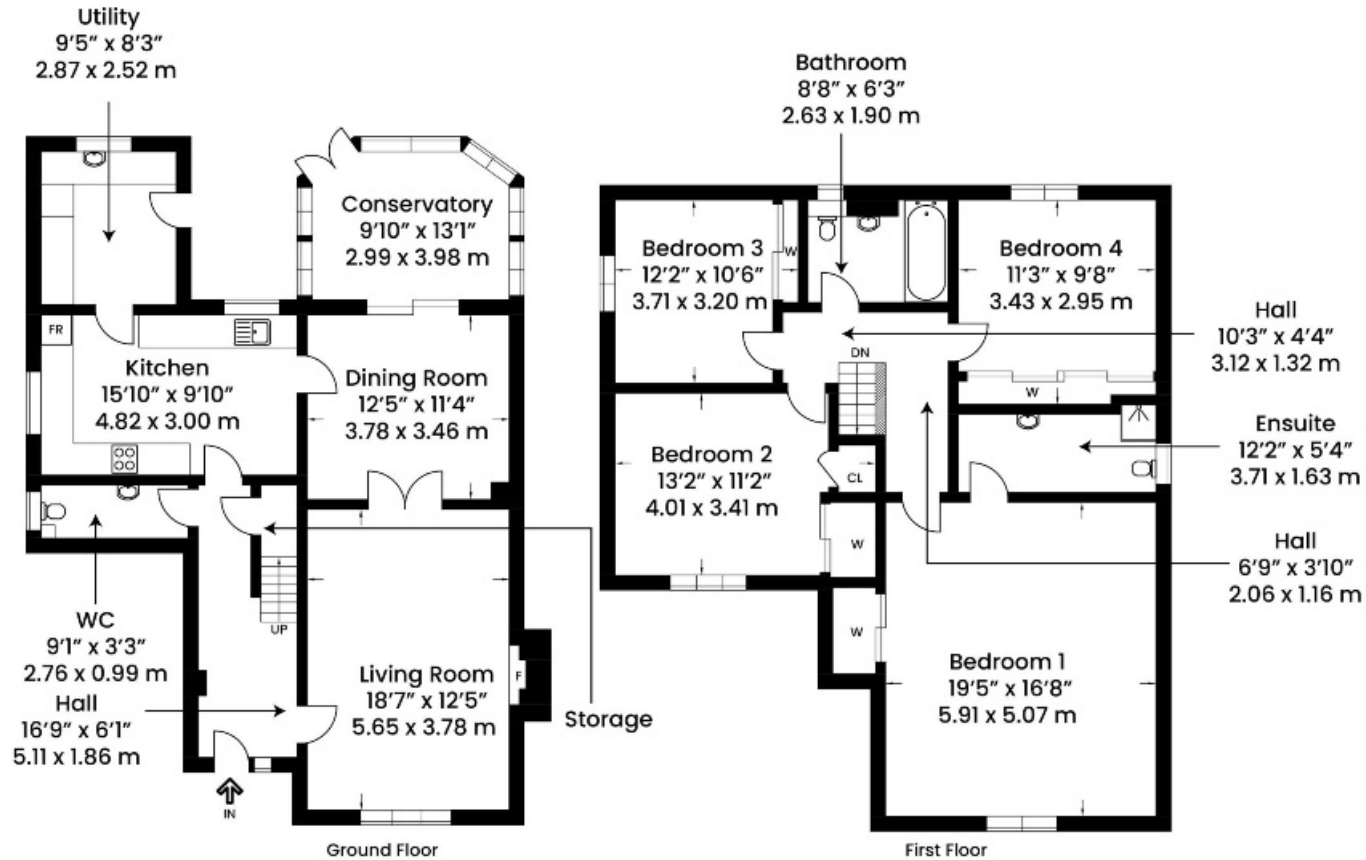 Utility
9’5” x 8’3”
2.87 x 2.52 m
Conservatory
9’10” x 13’1”
2.99 x 3.98 m
FR
Kitchen
15’10” x 9’10”
4.82 x 3.00 m
Dining Room
12’5” x 11’4”
3.78 x 3.46 m
UP
WC
9’1” x 3’3”
2.76 x 0.99 m
Hall
16’9” x 6’1”
5.11 x 1.86 m
Living Room
18’7” x 12’5”
5.65 x 3.78 m
F
Storage
IN
Ground Floor
Bathroom
8’8” x 6’3”
2.63 x 1.90 m
Bedroom 3
12’2” x 10’6”
3.71 x 3.20 m
W
Bedroom 4
11’3” x 9’8”
3.43 x 2.95 m
W
Hall
10’3” x 4’4”
3.12 x 1.32 m
DN
Ensuite
12’2” x 5’4”
3.71 x 1.63 m
Bedroom 2
13’2” x 11’2”
4.01 x 3.41 m
CL
W
Hall
6’9” x 3’10”
2.06 x 1.16 m
W
Bedroom 1
19’5” x 16’8”
5.91 x 5.07 m
First Floor